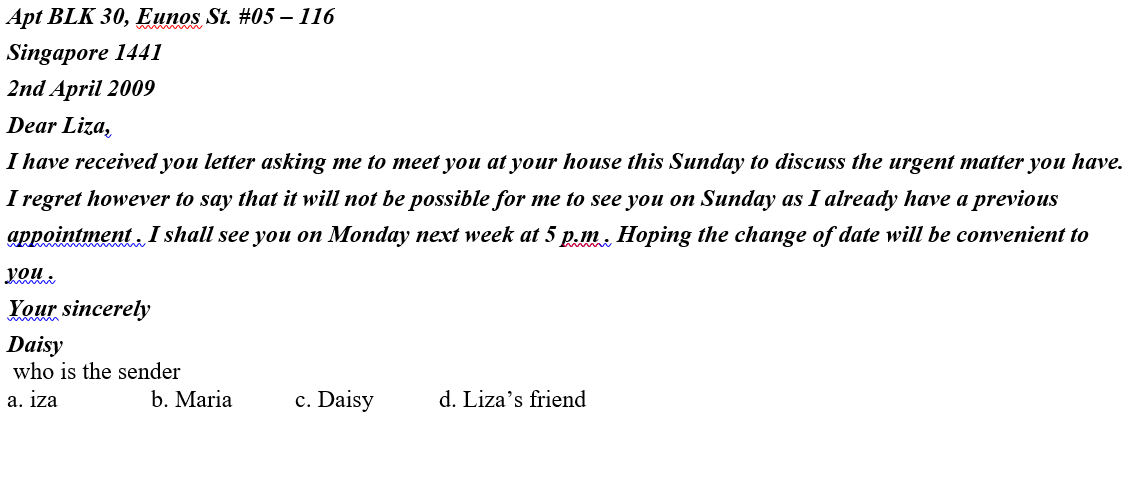 Apt BLK 30, Eunos St. #05 – 116
Singapore 1441
2nd April 2009
Dear Liza,
I have received you letter asking me to meet you at your house this Sunday to discuss the urgent matter you have.
I regret however to say that it will not be possible for me to see you on Sunday as I already have a previous
appointment . I shall see you on Monday next week at 5 p.m . Hoping the change of date will be convenient to
you .
Your sincerely
Daisy
who is the sender
a. iza b. Maria c. Daisy d. Liza’s friend